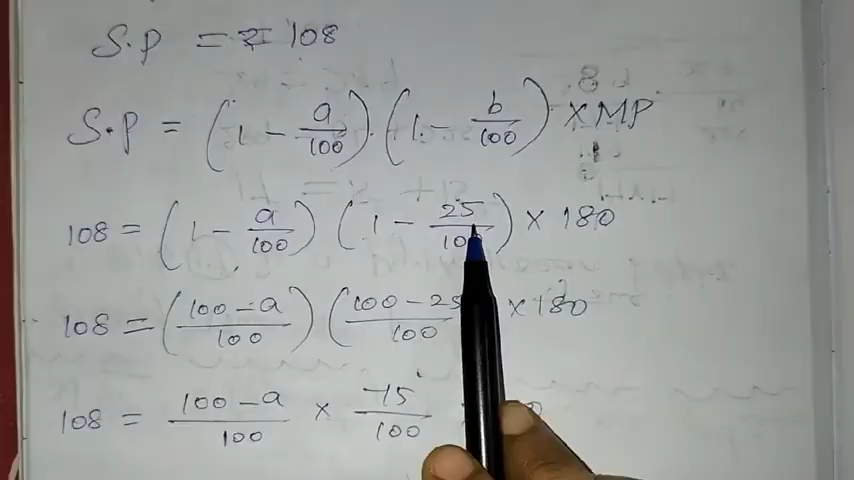 S.P = ₹ 108
S.P = (1 - a/100) . (1 - b/100) × MP
108 = (1 - a/100) (1 - 25/100) × 180
108 = (100 - a/100) (100 - 25/100) × 180
108 = 100 - a/100 × 75/100